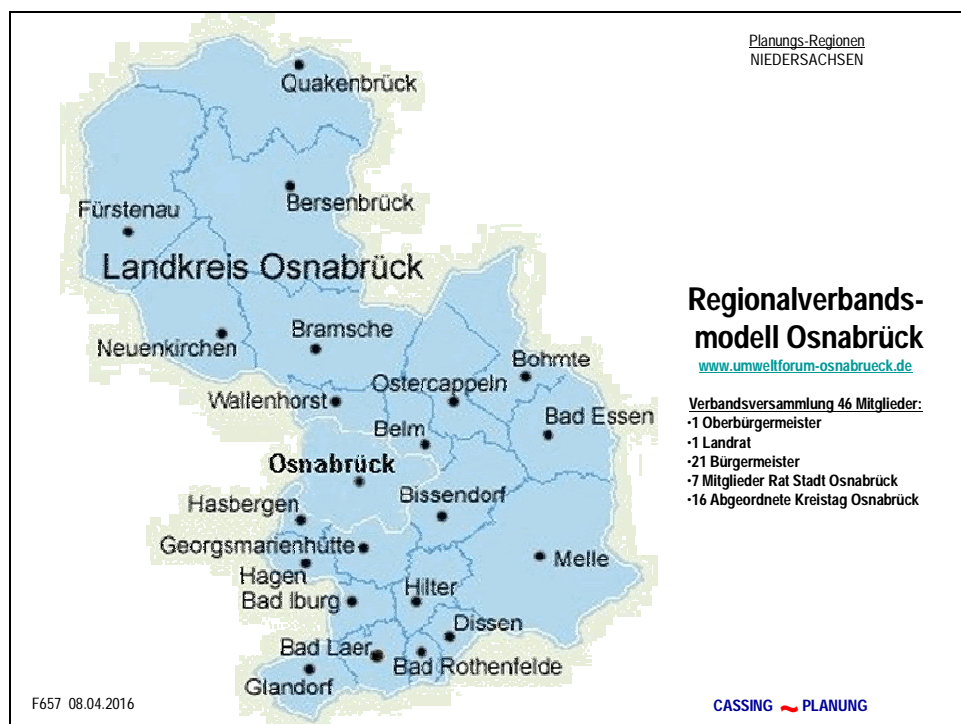 Planungs-Regionen
NIEDERSACHSEN
Quakenbrück
Bersenbrück
Fürstenau
Landkreis Osnabrück
Neuenkirchen
Bramsche
Bohmte
Ostercappeln
Wallenhorst
Bad Essen
Belm
Osnabrück
Bissendorf
Hasbergen
Georgsmarienhütte
Melle
Hagen
Hilter
Bad Iburg
Dissen
Bad Laer
Bad Rothenfelde
Glandorf
Regionalverbands-
modell Osnabrück
www.umweltforum-osnabrueck.de
Verbandsversammlung 46 Mitglieder:
•1 Oberbürgermeister
•1 Landrat
•21 Bürgermeister
•7 Mitglieder Rat Stadt Osnabrück
•16 Abgeordnete Kreistag Osnabrück
F657 08.04.2016
CASSING ~ PLANUNG